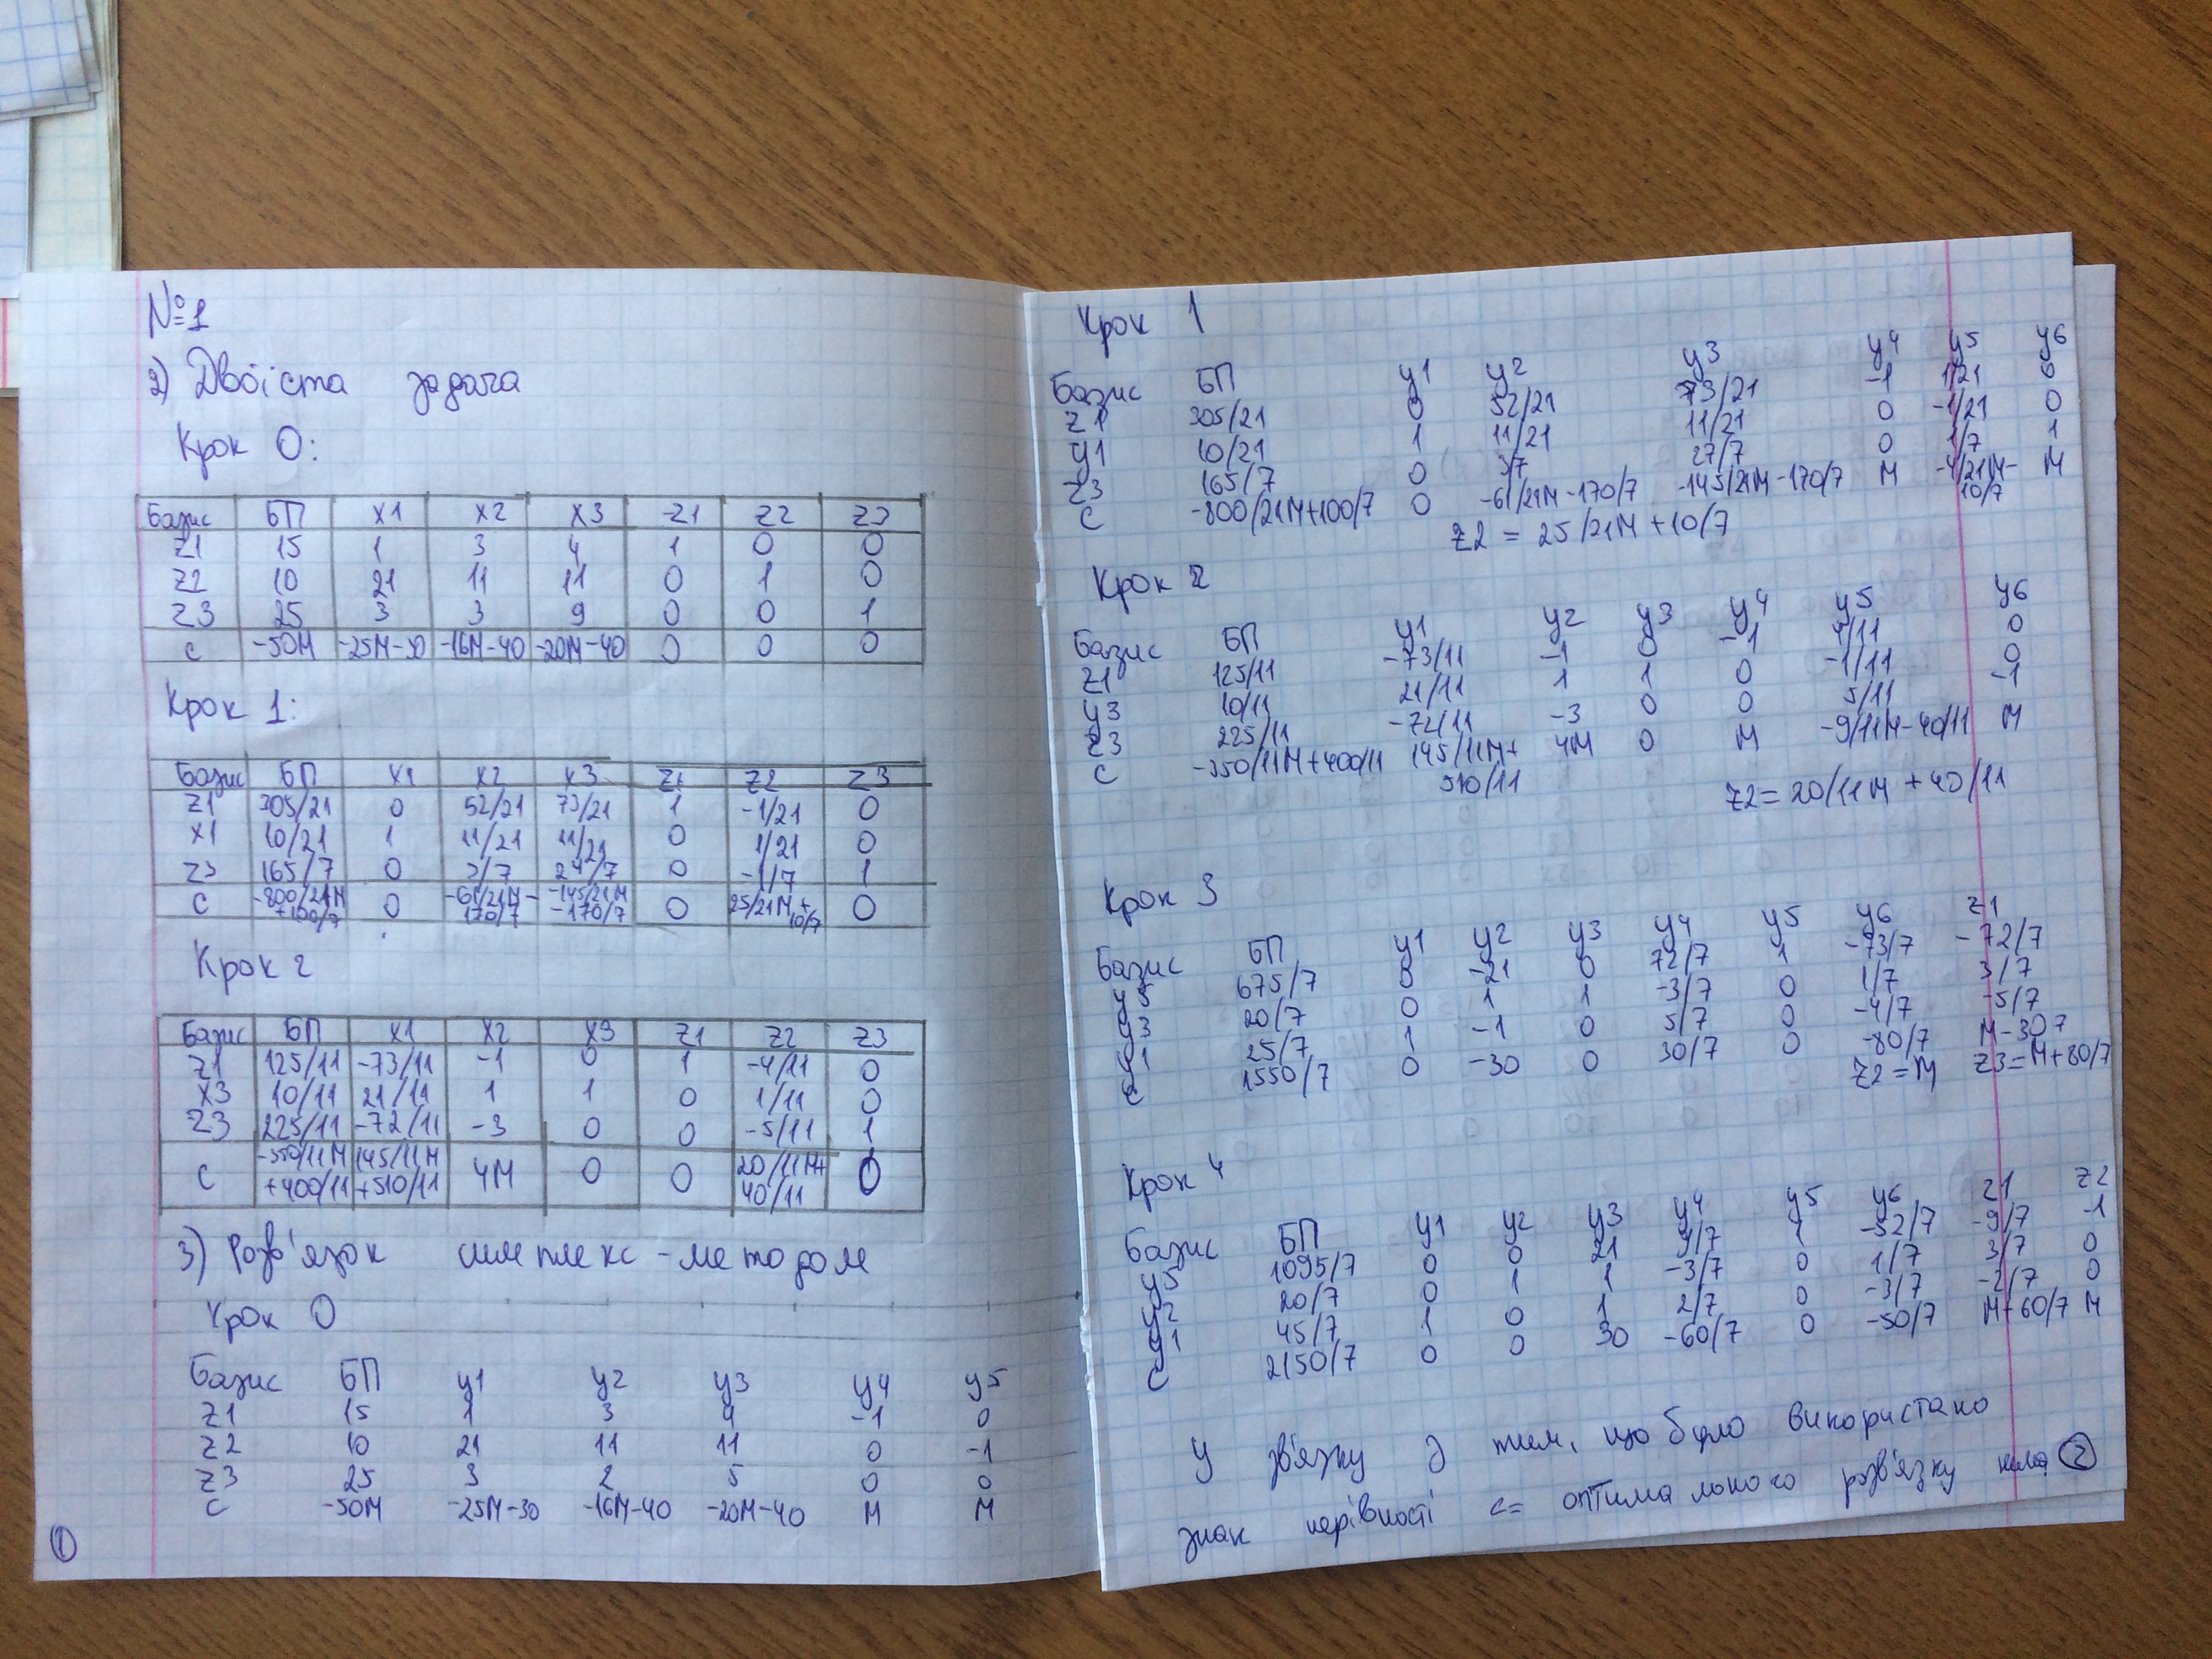 №1
2) Двоїста задача
Крок 0:
Базис БП x1 x2 x3 z1 z2 z3
z1 15 1 3 4 1 0 0
z2 10 21 11 11 0 1 0
z3 25 3 3 9 0 0 1
c -50M -25M-30 -16M-40 -20M-40 0 0 0
Крок 1:
Базис БП x1 x2 x3 z1 z2 z3
z1 305/21 0 52/21 73/21 1 -1/21 0
x1 10/21 1 11/21 11/21 0 1/21 0
z3 165/7 0 3/7 24/7 0 -1/7 1
c -800/21M+100/7 0 -61/21M-170/7 -145/21M-170/7 0 25/21M+10/7 0
Крок 2
Базис БП x1 x2 x3 z1 z2 z3
z1 125/11 -73/11 -1 0 1 -4/11 0
x3 10/11 21/11 1 1 0 1/11 0
z3 225/11 -72/11 -3 0 0 -5/11 1
c -350/11M+400/11 145/11M+510/11 4M 0 0 20/11M+40/11 0
3) Розв'язок симплекс-методом
Крок 0
Базис БП y1 y2 y3 y4 y5
z1 15 1 3 4 -1 0
z2 10 21 11 11 0 -1
z3 25 3 2 5 0 0
c -50M -25M-30 -16M-40 -20M-40 M M
1
Крок 1
Базис БП y1 y2 y3 y4 y5 y6
z1 305/21 0 52/21 73/21 -1 1/21 0
y1 10/21 1 11/21 11/21 0 -1/21 0
z3 165/7 0 3/7 27/7 0 1/7 1
c -800/21M+100/7 0 -61/21M-170/7 -145/21M-170/7 M -4/21M-10/7 M
z2 = 25/21M+10/7
Крок 2
Базис БП y1 y2 y3 y4 y5 y6
z1 125/11 -73/11 -1 0 -1 4/11 0
y3 10/11 21/11 1 1 0 -1/11 0
z3 225/11 -72/11 -3 0 0 5/11 -1
c -350/11M+400/11 145/11M+510/11 4M 0 M -9/11M-40/11 M
z2 = 20/11M+40/11
Крок 3
Базис БП y1 y2 y3 y4 y5 y6 z1
y5 675/7 0 -21 0 72/7 1 -73/7 -72/7
y3 20/7 0 1 1 -3/7 0 1/7 3/7
y1 25/7 1 -1 0 5/7 0 -4/7 -5/7
c 1550/7 0 -30 0 30/7 0 -80/7 M-307
z2=M z3=M+80/7
Крок 4
Базис БП y1 y2 y3 y4 y5 y6 z1 z2
y5 1095/7 0 0 21 9/7 1 -52/7 -9/7 -1
y2 20/7 0 1 1 -3/7 0 1/7 3/7 0
y1 45/7 1 0 1 2/7 0 -3/7 -2/7 0
c 2150/7 0 0 30 -60/7 0 -50/7 M+60/7 M
У зв'язку з тим, що було використано
знак нерівності <= оптимального розв'язку нема 2